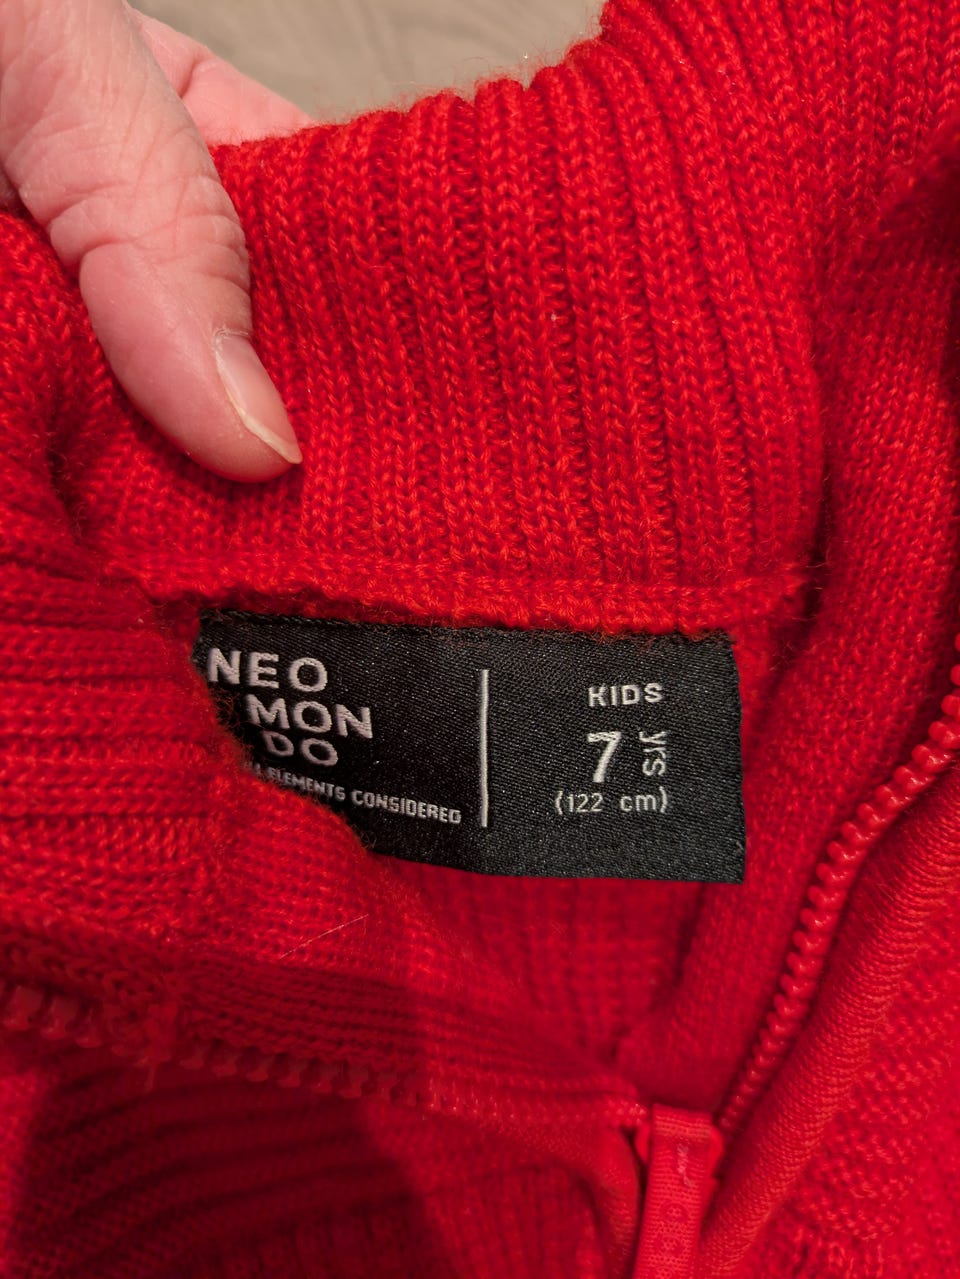 NEO
MON
DO
ELEMENTS CONSIDERED
KIDS
7 yrs
(122 cm)